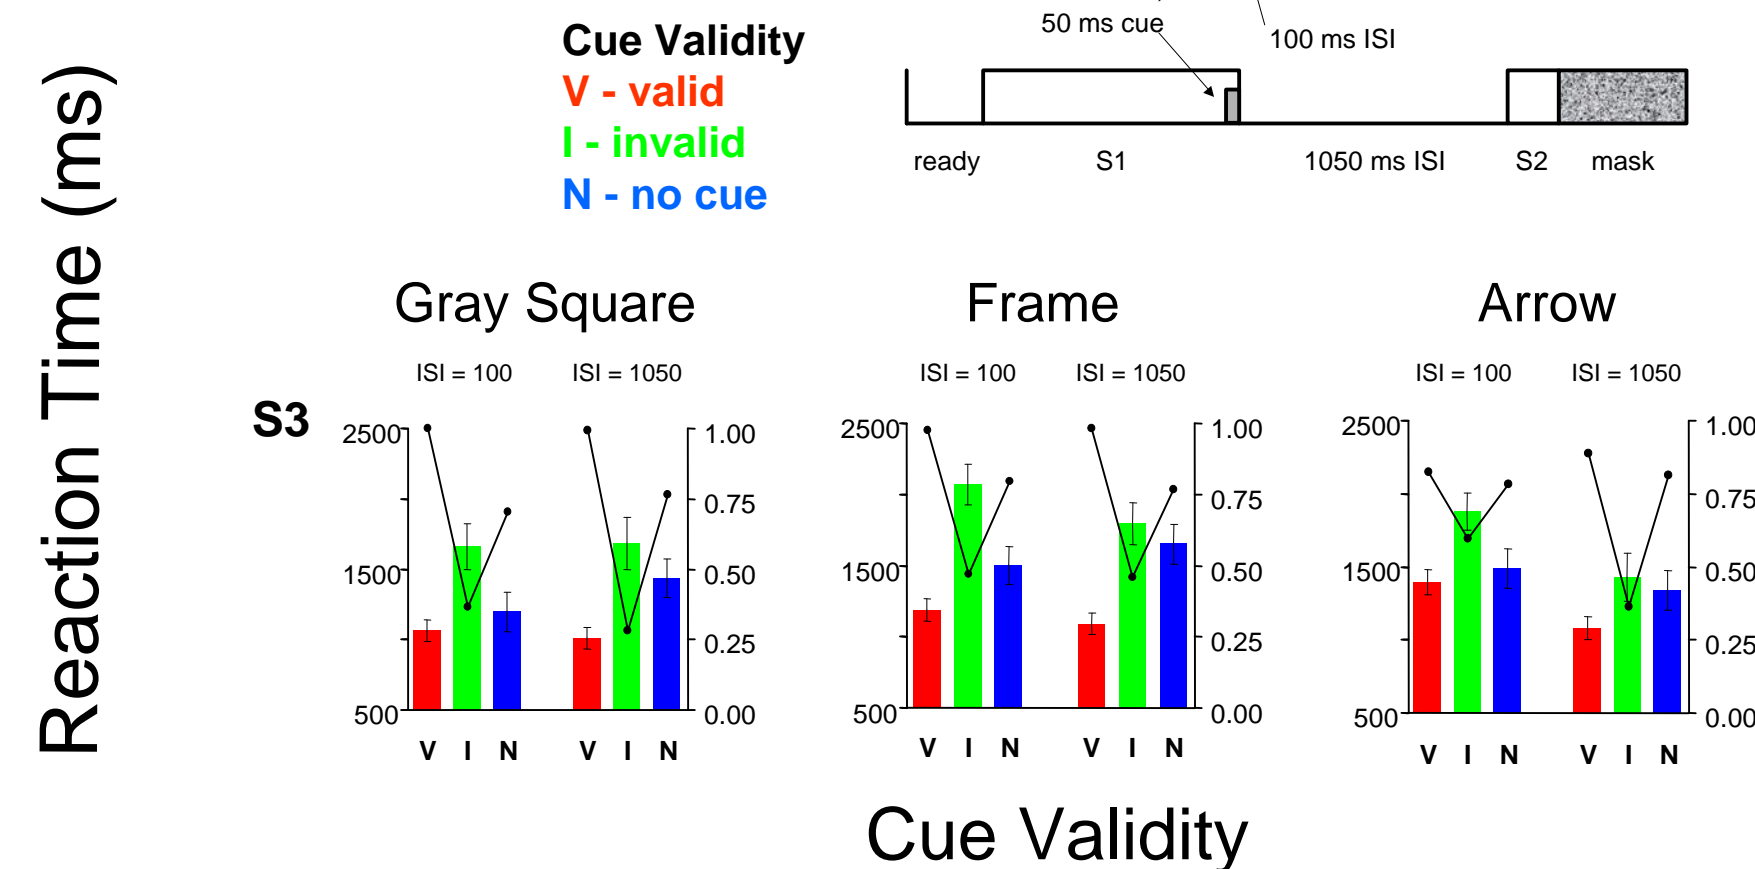 50 ms cue
100 ms ISI
Cue Validity
V - valid
I - invalid
N - no cue
ready S1 1050 ms ISI S2 mask
Reaction Time (ms)
Gray Square Frame Arrow
ISI = 100 ISI = 1050 ISI = 100 ISI = 1050 ISI = 100 ISI = 1050
S3
2500 1.00 2500 1.00 2500 1.00
0.75 0.75 0.75
1500 0.50 1500 0.50 1500 0.50
0.25 0.25 0.25
500 0.00 500 0.00 500 0.00
V I N V I N V I N V I N V I N V I N
Cue Validity